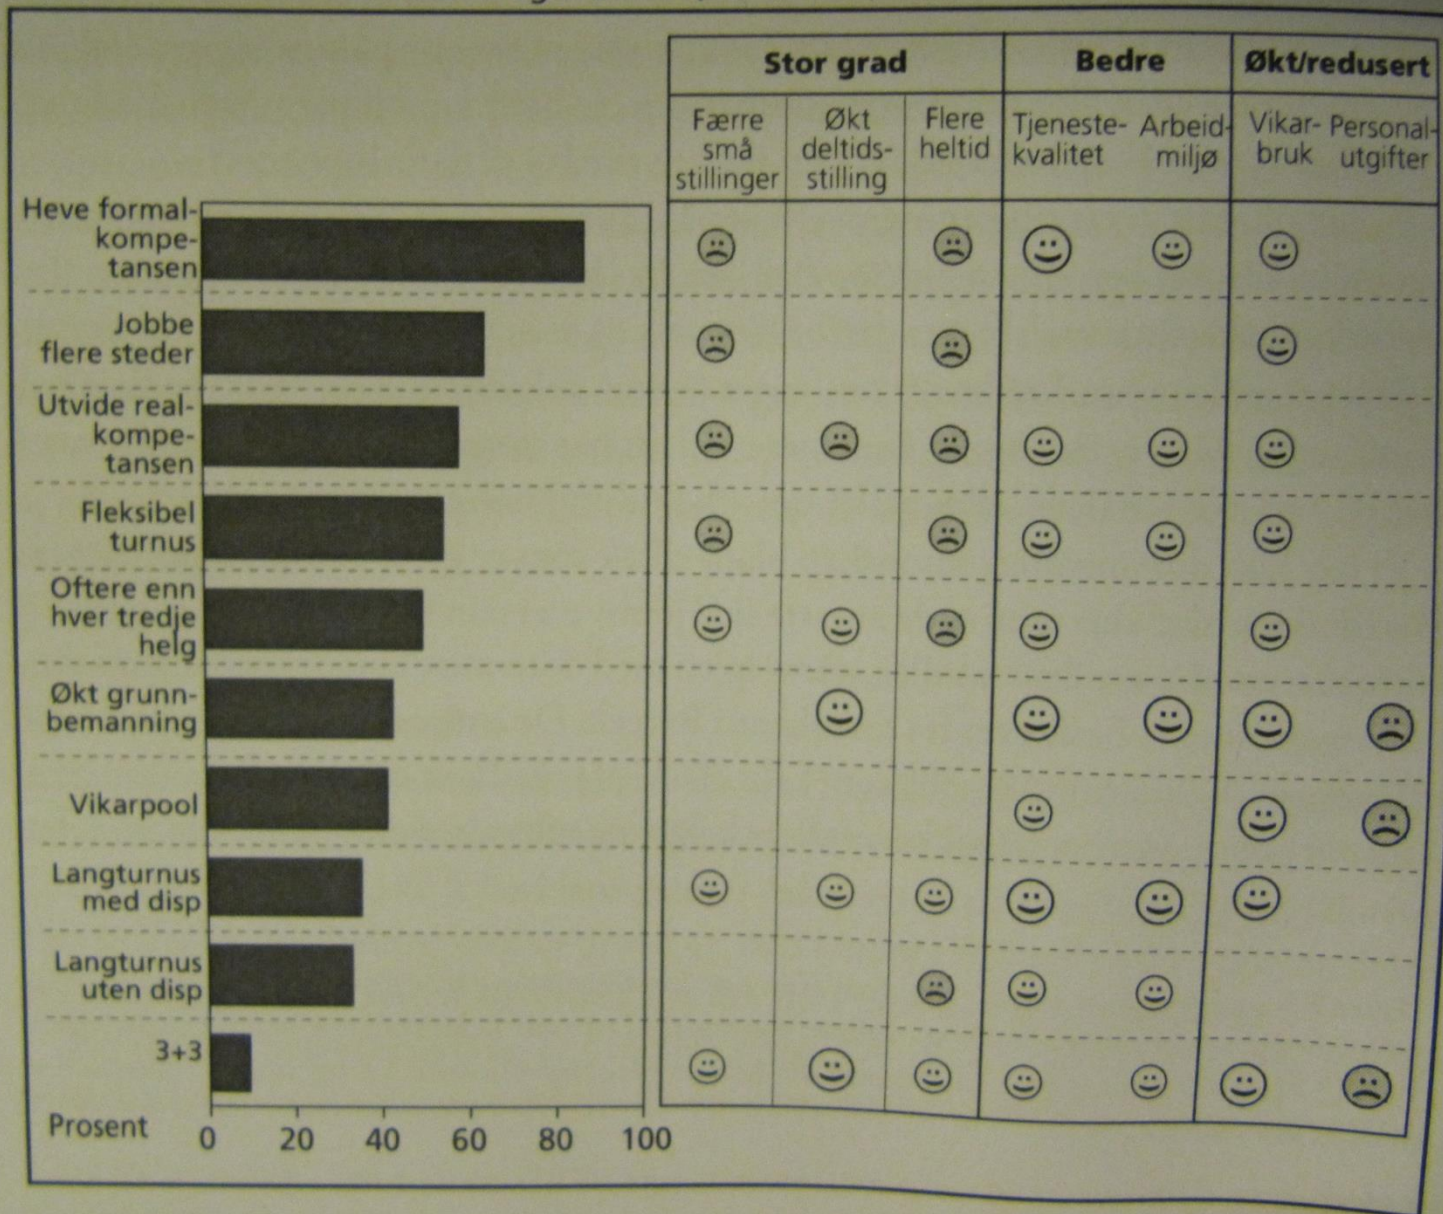 Stor grad
Bedre
Økt/redusert
Færre
små
stillinger
Økt
deltids-
stilling
Flere
heltid
Tjeneste-
kvalitet
Arbeid-
miljø
Vikar-
bruk
Personal-
utgifter
Heve formal-
kompe-
tansen
Jobbe
flere steder
Utvide real-
kompe-
tansen
Fleksibel
turnus
Oftere enn
hver tredje
helg
Økt grunn-
bemanning
Vikarpool
Langturnus
med disp
Langturnus
uten disp
3+3
Prosent
0 20 40 60 80 100